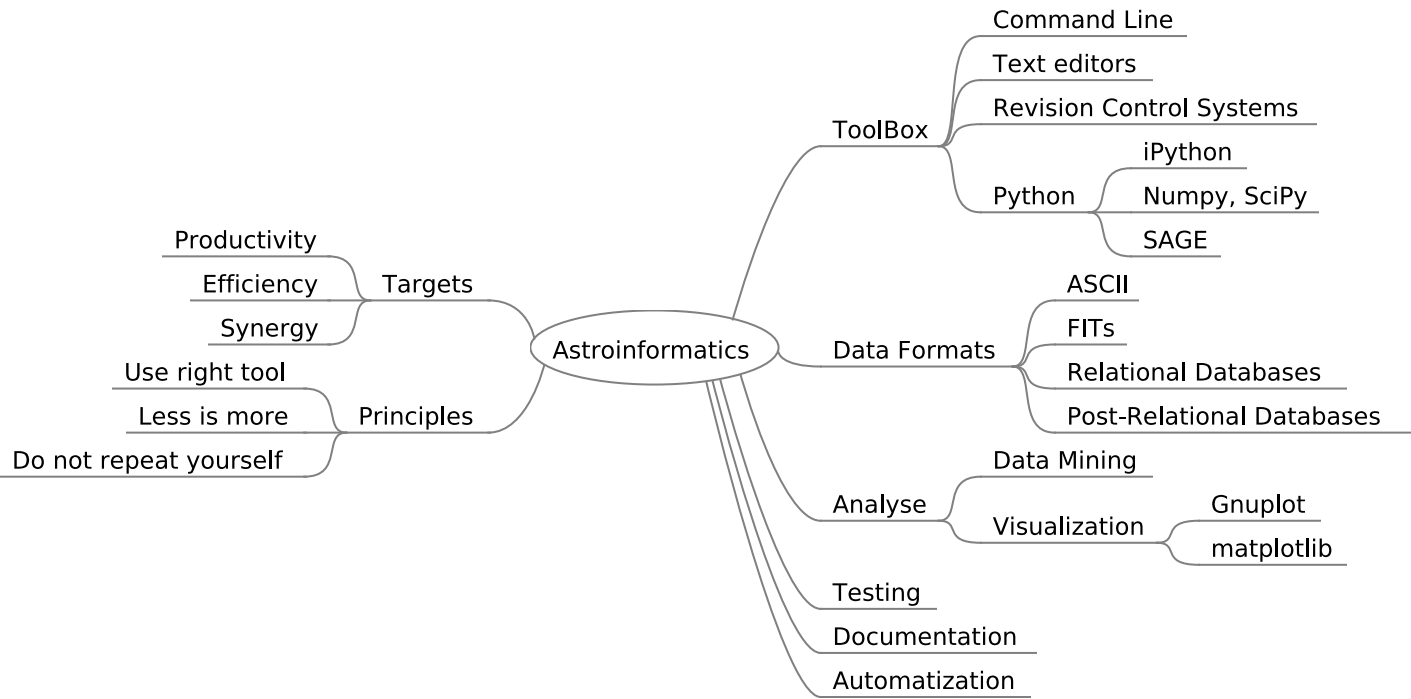 Command Line
Text editors
Revision Control Systems
ToolBox
iPython
Python
Numpy, SciPy
SAGE
Productivity
Efficiency
Targets
Synergy
Astroinformatics
Use right tool
Less is more
Principles
Do not repeat yourself
ASCII
FITs
Data Formats
Relational Databases
Post-Relational Databases
Data Mining
Analyse
Visualization
Gnuplot
matplotlib
Testing
Documentation
Automatization